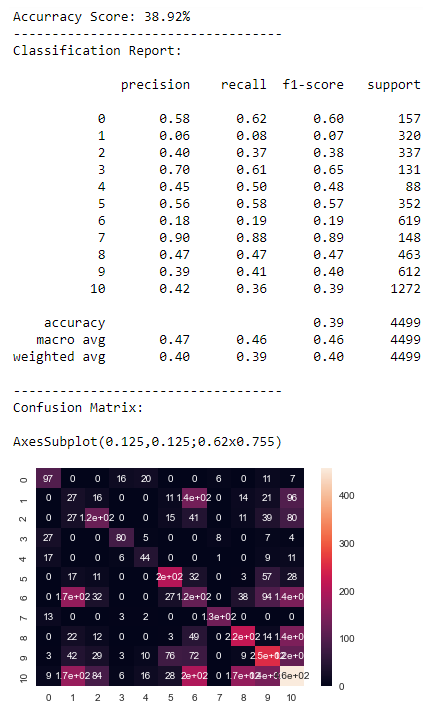 Accurracy Score: 38.92%
-----------------------------------
Classification Report:
precision recall f1-score support
0 0.58 0.62 0.60 157
1 0.06 0.08 0.07 320
2 0.40 0.37 0.38 337
3 0.70 0.61 0.65 131
4 0.45 0.50 0.48 88
5 0.56 0.58 0.57 352
6 0.18 0.19 0.19 619
7 0.90 0.88 0.89 148
8 0.47 0.47 0.47 463
9 0.39 0.41 0.40 612
10 0.42 0.36 0.39 1272
accuracy 0.39 4499
macro avg 0.47 0.46 0.46 4499
weighted avg 0.40 0.39 0.40 4499
-----------------------------------
Confusion Matrix:
AxesSubplot(0.125,0.125;0.62x0.755)
0 97 0 0 16 20 0 0 6 0 11 7
1 0 27 16 0 0 11 1.4e+02 0 14 21 96
2 0 27 1.2e+02 0 0 15 41 0 11 39 80
3 27 0 0 80 5 0 0 8 0 7 4
4 17 0 0 6 44 0 0 1 0 9 11
5 0 17 11 0 0 2e+02 32 0 3 57 28
6 0 1.7e+02 32 0 0 27 1.2e+02 0 38 94 1.4e+0
7 13 0 0 3 2 0 0 1.3e+02 0 0 0
8 0 22 12 0 0 3 49 0 2.2e+02 14 1.4e+0
9 3 42 29 3 10 76 72 0 9
10 9 1.7e+02 84 6 16 28 2e+02 0
0 1 2 3 4 5 6 7 8 9 10
400
300
200
100
0